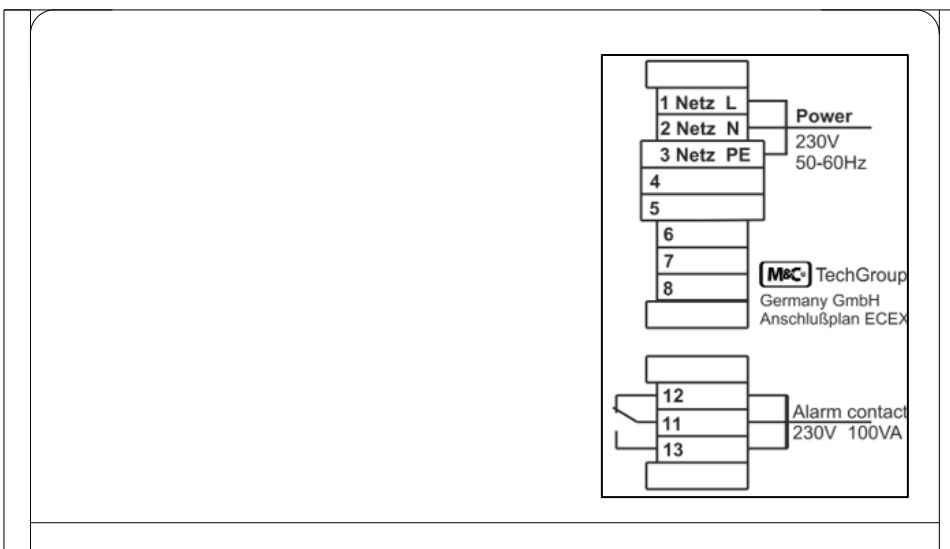 1 Netz L
2 Netz N
3 Netz PE
4
5
6
7
8
Power
230V
50-60Hz
M&C® TechGroup
Germany GmbH
Anschlußplan ECEX
12
11
13
Alarm contact
230V 100VA